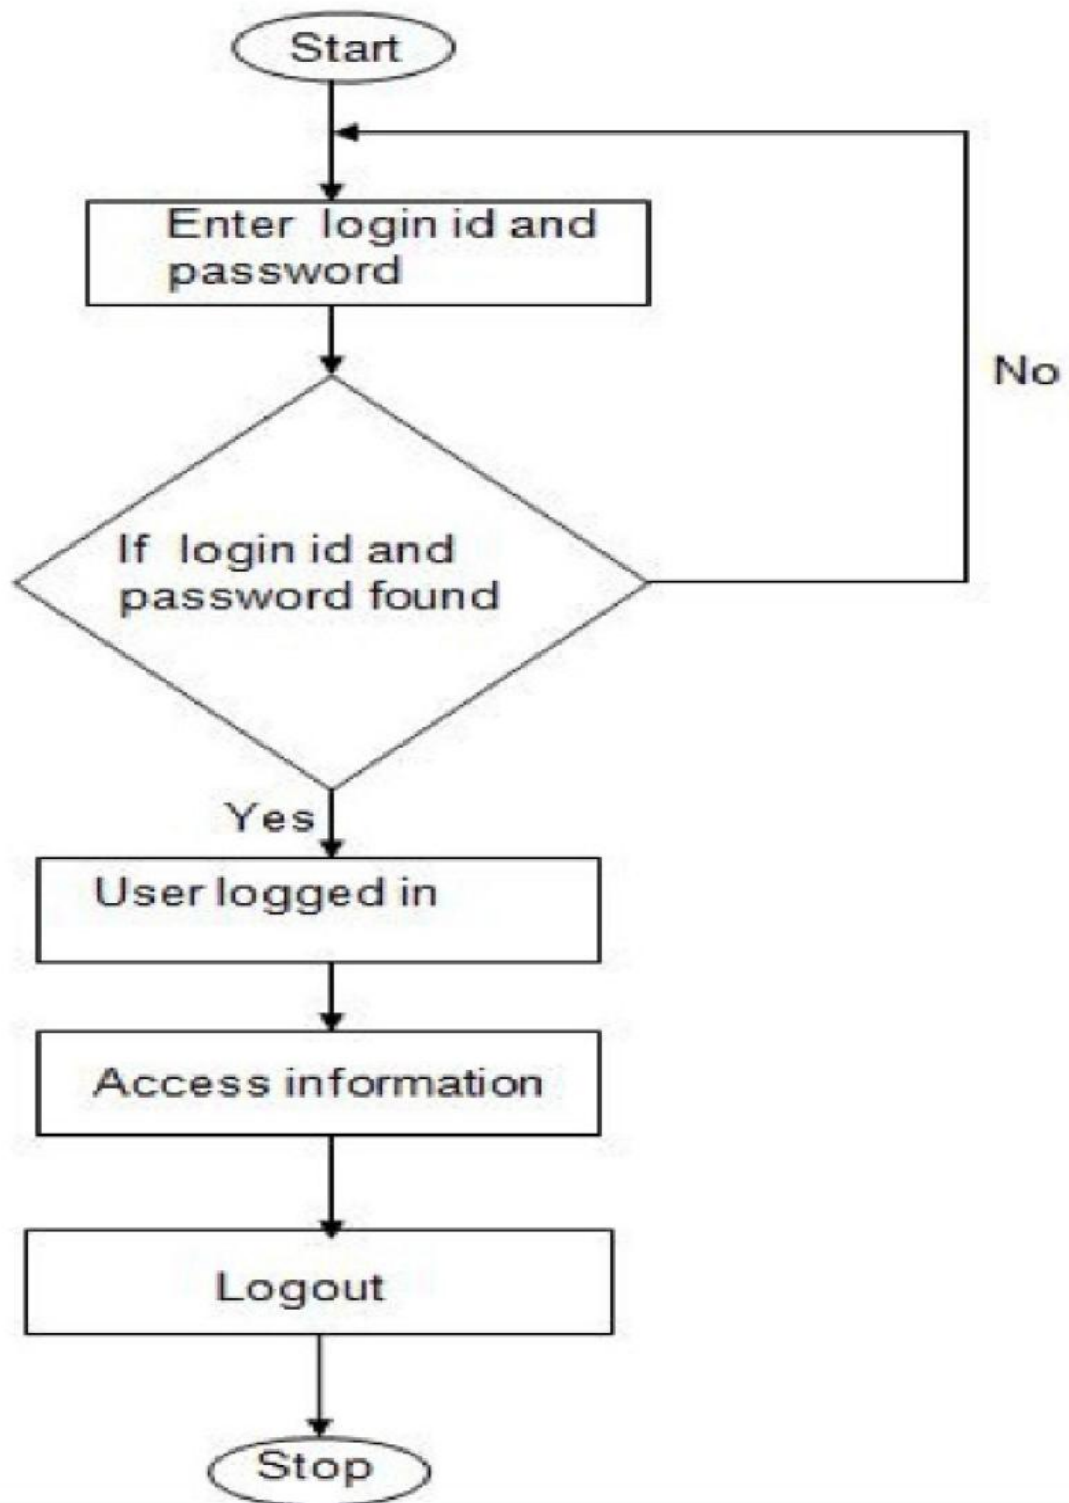 Start
Enter login id and
password
No
If login id and
password found
Yes
User logged in
Access information
Logout
Stop